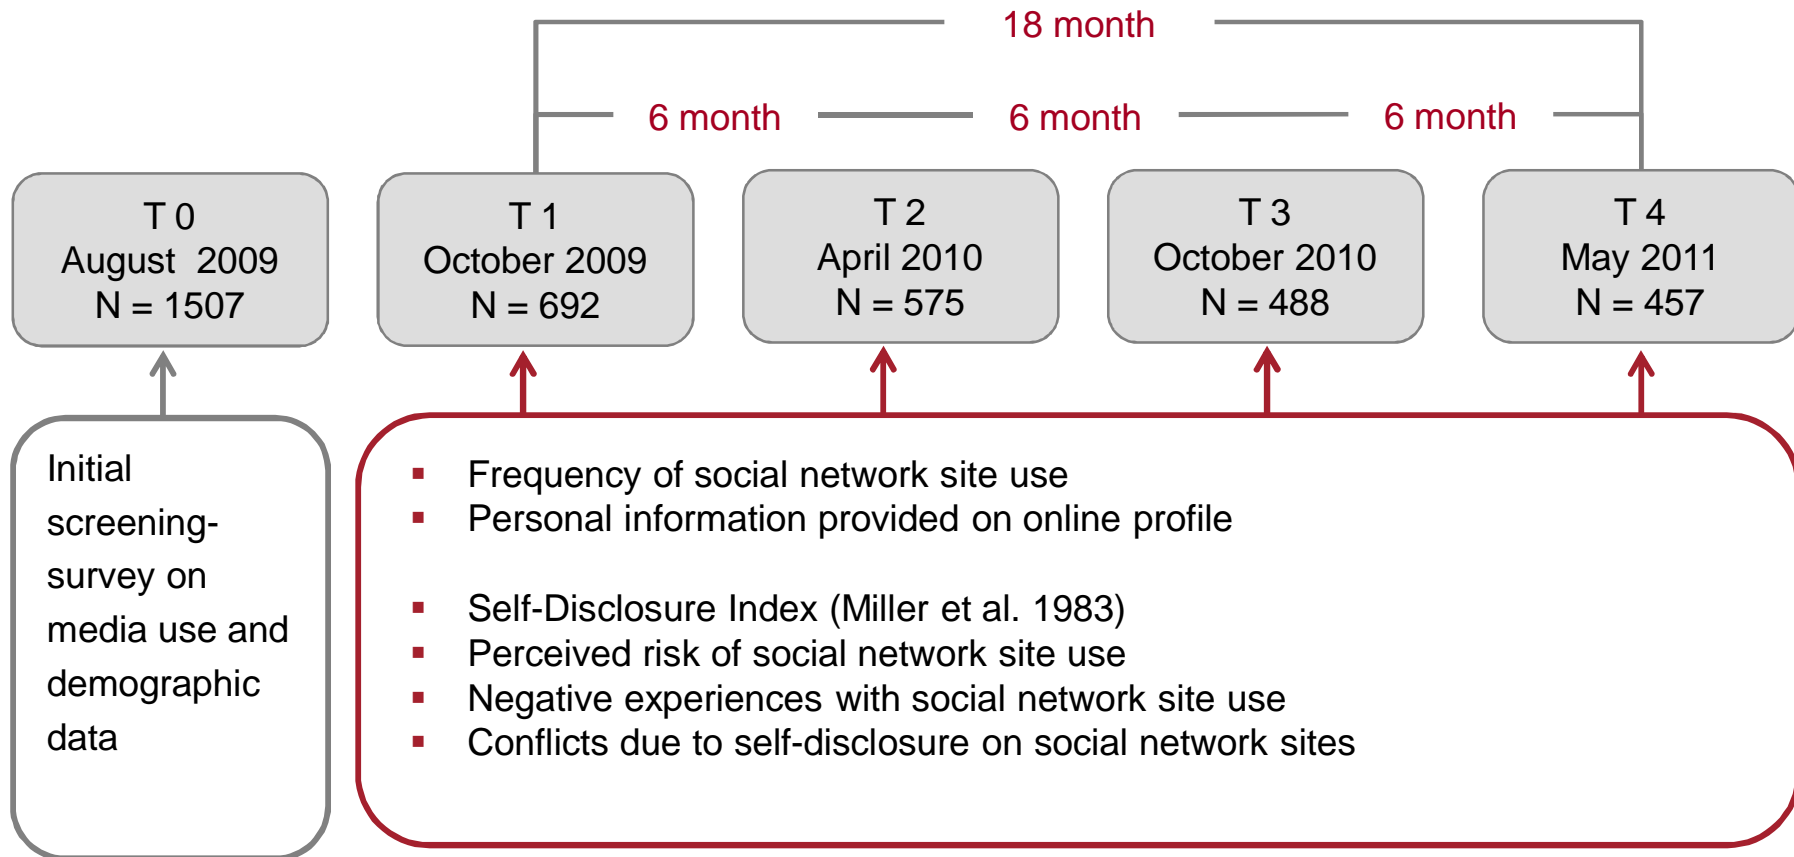 18 month
6 month
6 month
6 month
T 0
August 2009
N = 1507
T 1
October 2009
N = 692
T 2
April 2010
N = 575
T 3
October 2010
N = 488
T 4
May 2011
N = 457
Initial
screening-
survey on
media use and
demographic
data
▪ Frequency of social network site use
▪ Personal information provided on online profile
▪ Self-Disclosure Index (Miller et al. 1983)
▪ Perceived risk of social network site use
▪ Negative experiences with social network site use
▪ Conflicts due to self-disclosure on social network sites